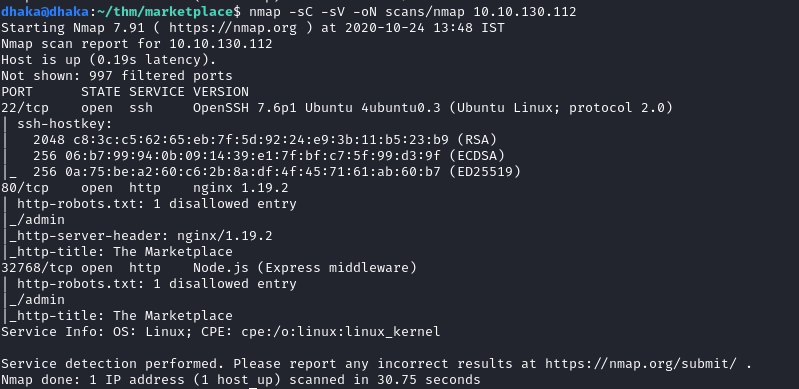 dhaka@dhaka:~/thm/marketplace$ nmap -sC -sV -oN scans/nmap 10.10.130.112
Starting Nmap 7.91 ( https://nmap.org ) at 2020-10-24 13:48 IST
Nmap scan report for 10.10.130.112
Host is up (0.19s latency).
Not shown: 997 filtered ports
PORT      STATE SERVICE VERSION
22/tcp    open  ssh     OpenSSH 7.6p1 Ubuntu 4ubuntu0.3 (Ubuntu Linux; protocol 2.0)
| ssh-hostkey:
|   2048 c8:3c:c5:62:65:eb:7f:5d:92:24:e9:3b:11:b5:23:b9 (RSA)
|   256 06:b7:99:94:0b:09:14:39:e1:7f:bf:c7:5f:99:d3:9f (ECDSA)
|_  256 0a:75:be:a2:60:c6:2b:8a:df:4f:45:71:61:ab:60:b7 (ED25519)
80/tcp    open  http    nginx 1.19.2
| http-robots.txt: 1 disallowed entry
|_/admin
|_http-server-header: nginx/1.19.2
|_http-title: The Marketplace
32768/tcp open  http    Node.js (Express middleware)
| http-robots.txt: 1 disallowed entry
|_/admin
|_http-title: The Marketplace
Service Info: OS: Linux; CPE: cpe:/o:linux:linux_kernel

Service detection performed. Please report any incorrect results at https://nmap.org/submit/ .
Nmap done: 1 IP address (1 host up) scanned in 30.75 seconds